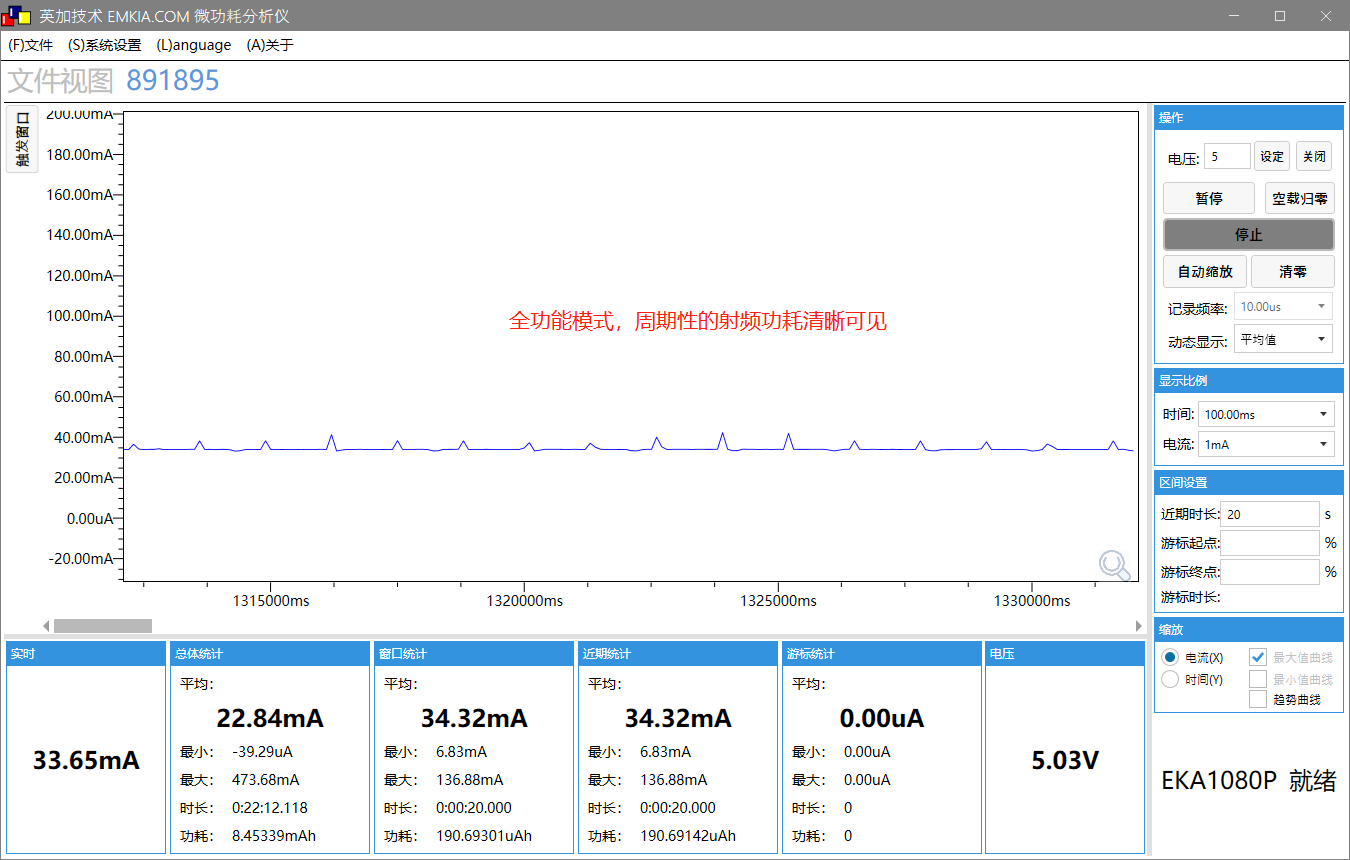 英加技术 EMKIA.COM 微功耗分析仪
(F)文件 (S)系统设置 (L)anguage (A)关于
文件视图 891895
触发窗口
200.00mA
180.00mA
160.00mA
140.00mA
120.00mA
100.00mA
80.00mA
60.00mA
40.00mA
20.00mA
0.00uA
-20.00mA
全功能模式，周期性的射频功耗清晰可见
1315000ms 1320000ms 1325000ms 1330000ms
操作
电压: 5 设定 关闭
暂停 空载归零
停止
自动缩放 清零
记录频率: 10.00us
动态显示: 平均值
显示比例
时间: 100.00ms
电流: 1mA
区间设置
近期时长: 20 s
游标起点: %
游标终点: %
游标时长:
缩放
电流(X) 最大值曲线
时间(Y) 最小值曲线
趋势曲线
EKA1080P 就绪
实时
33.65mA
总体统计
平均:
22.84mA
最小: -39.29uA
最大: 473.68mA
时长: 0:22:12.118
功耗: 8.45339mAh
窗口统计
平均:
34.32mA
最小: 6.83mA
最大: 136.88mA
时长: 0:00:20.000
功耗: 190.69301uAh
近期统计
平均:
34.32mA
最小: 6.83mA
最大: 136.88mA
时长: 0:00:20.000
功耗: 190.69142uAh
游标统计
平均:
0.00uA
最小: 0.00uA
最大: 0.00uA
时长: 0
功耗: 0
电压
5.03V